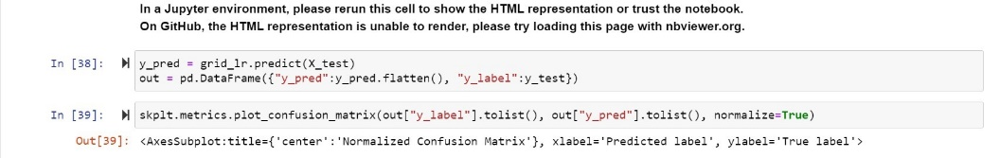 In a Jupyter environment, please rerun this cell to show the HTML representation or trust the notebook.
On GitHub, the HTML representation is unable to render, please try loading this page with nbviewer.org.
In [38]: y_pred = grid_lr.predict(X_test)
out = pd.DataFrame({"y_pred":y_pred.flatten(), "y_label":y_test})
In [39]: skplt.metrics.plot_confusion_matrix(out["y_label"].tolist(), out["y_pred"].tolist(), normalize=True)
Out[39]: <AxesSubplot:title={'center':'Normalized Confusion Matrix'}, xlabel='Predicted label', ylabel='True label'>